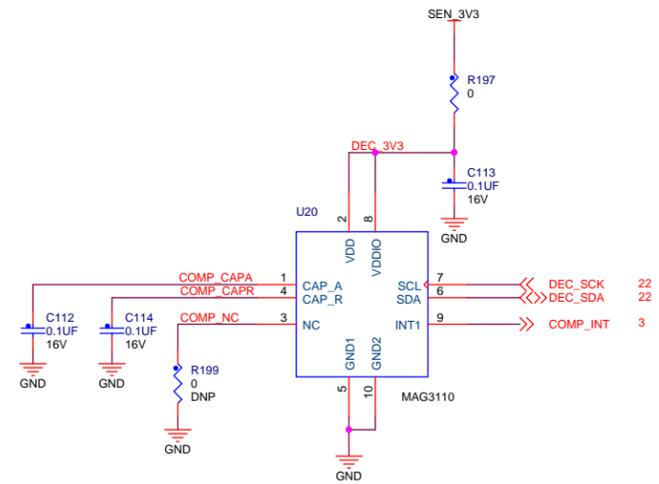 SEN_3V3
R197
0
DEC_3V3
C113
0.1UF
16V
GND
U20
2
8
VDD
VDDIO
COMP_CAPA
1
CAP_A
COMP_CAPR
4
CAP_R
COMP_NC
3
NC
SCL
7
DEC_SCK
22
SDA
6
DEC_SDA
22
INT1
9
COMP_INT
3
C112
0.1UF
16V
GND
C114
0.1UF
16V
GND
R199
0
DNP
GND
GND1
GND2
5
10
MAG3110
GND